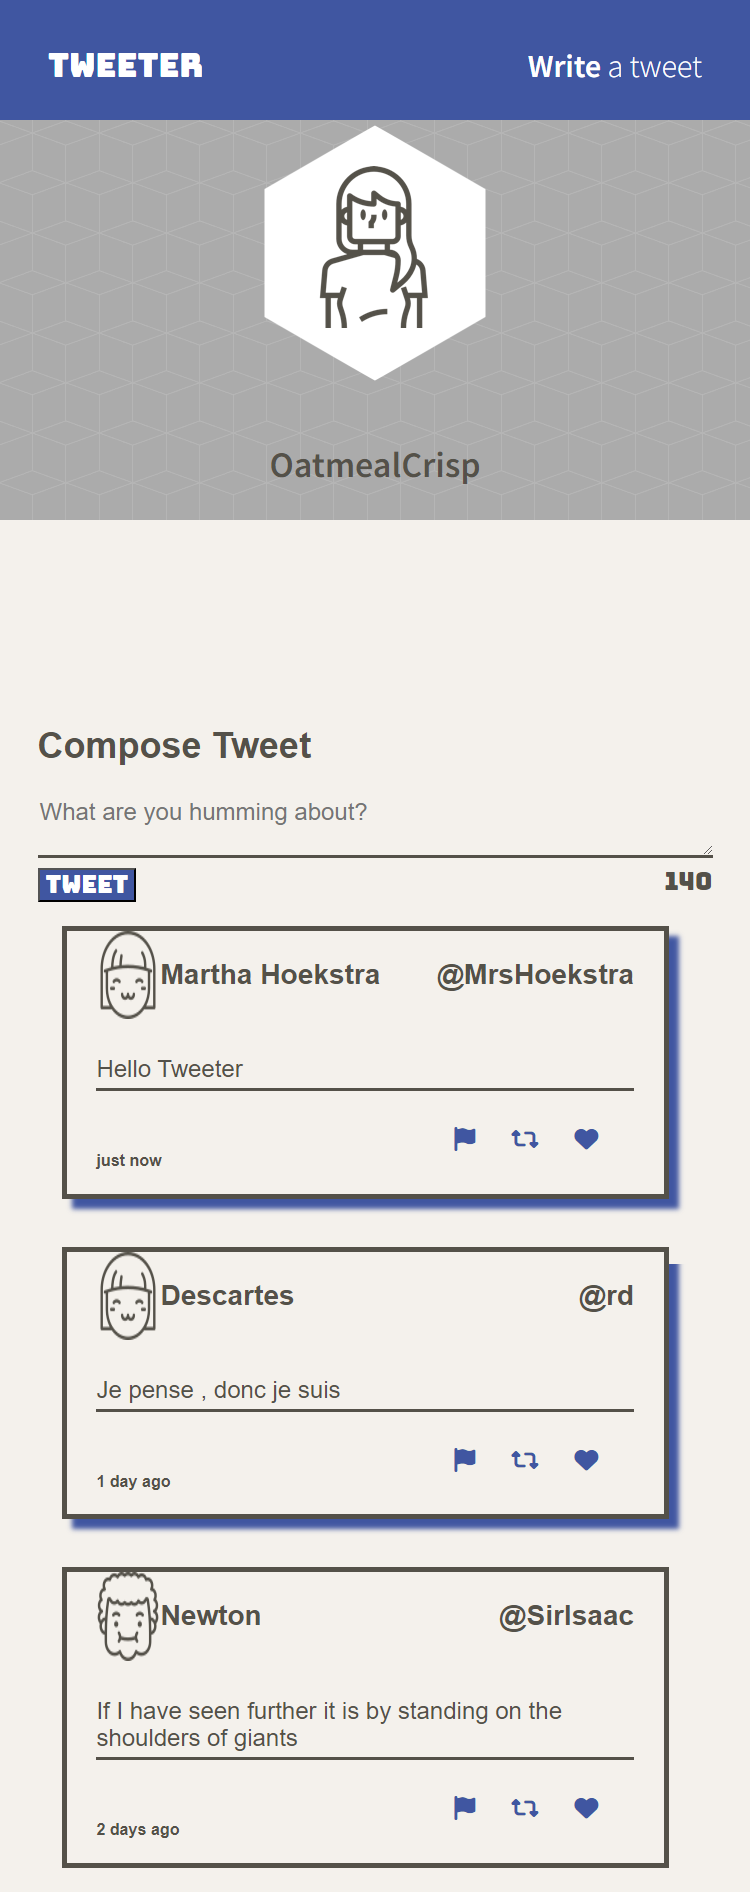 TWEETER
Write a tweet
OatmealCrisp
Compose Tweet
What are you humming about?
TWEET
140
Martha Hoekstra
@MrsHoekstra
Hello Tweeter
just now
Descartes
@rd
Je pense , donc je suis
1 day ago
Newton
@SirIsaac
If I have seen further it is by standing on the
shoulders of giants
2 days ago